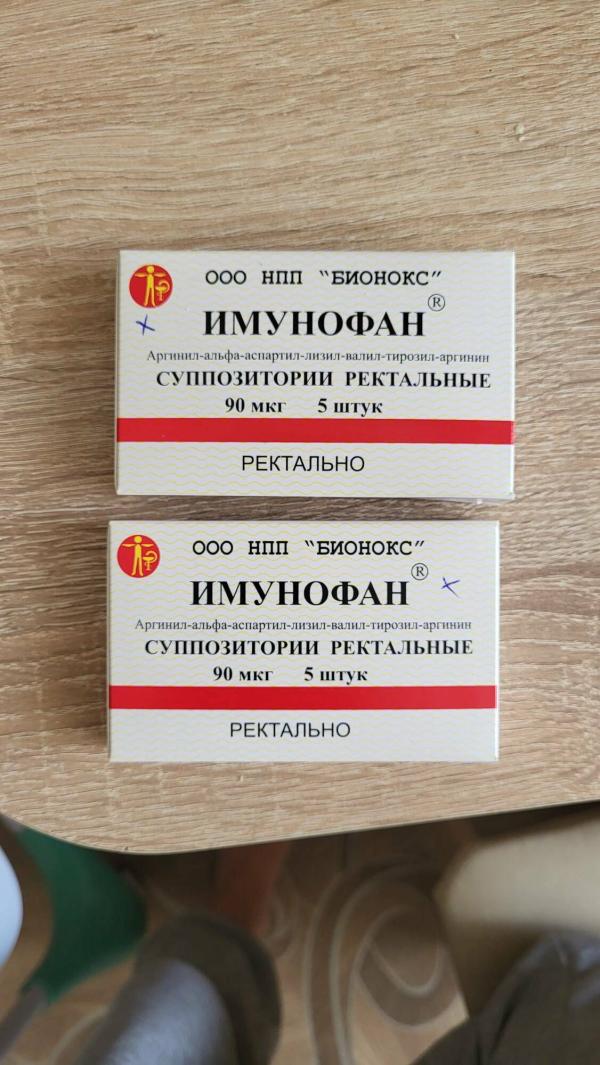 ООО НПП "БИОНОКС"
ИМУНОФАН®
Аргинил-альфа-аспартил-лизил-валил-тирозил-аргинин
СУППОЗИТОРИИ РЕКТАЛЬНЫЕ
90 мкг 5 штук
РЕКТАЛЬНО
ООО НПП "БИОНОКС"
ИМУНОФАН®
Аргинил-альфа-аспартил-лизил-валил-тирозил-аргинин
СУППОЗИТОРИИ РЕКТАЛЬНЫЕ
90 мкг 5 штук
РЕКТАЛЬНО